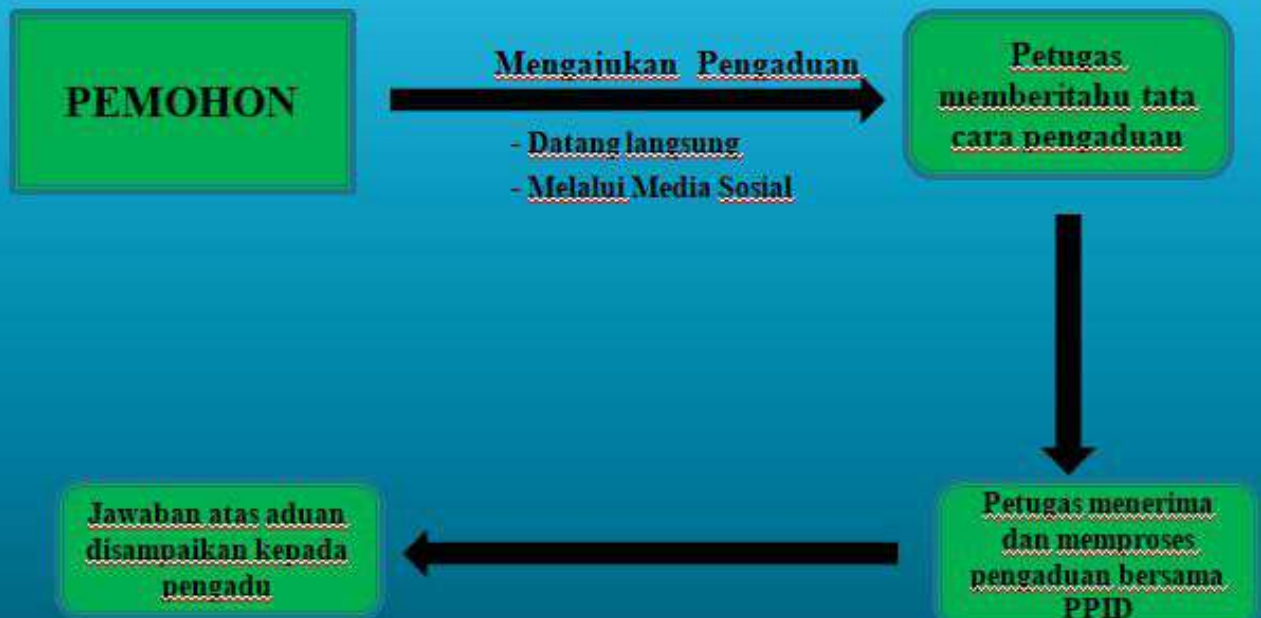 PEMOHON
Mengajukan Pengaduan
- Datang langsung
- Melalui Media Sosial
Petugas
memberitahu tata
cara pengaduan
Petugas menerima
dan memproses
pengaduan bersama
PPID
Jawaban atas aduan
disampaikan kepada
pengadu